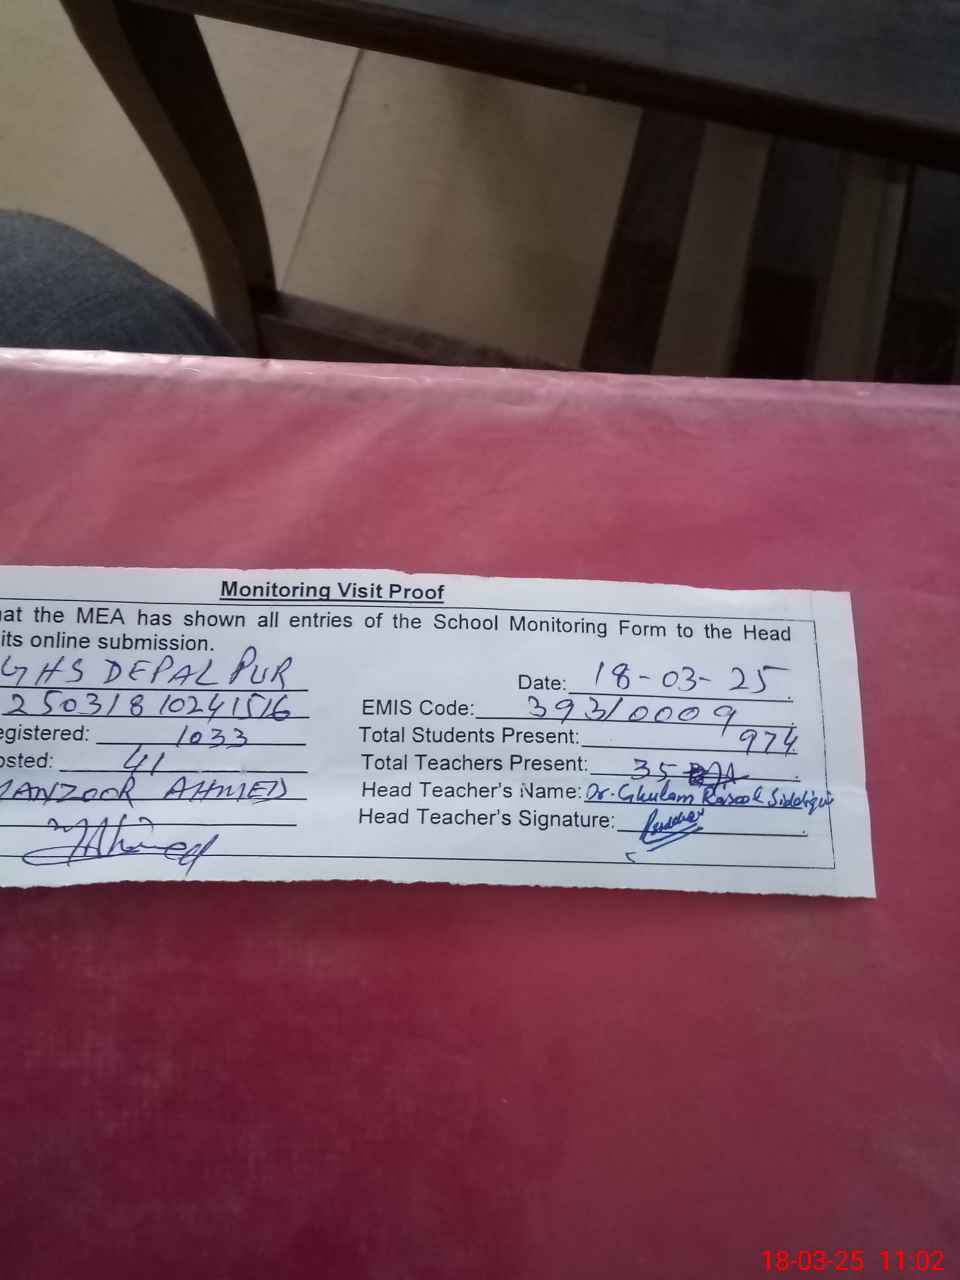 Monitoring Visit Proof
at the MEA has shown all entries of the School Monitoring Form to the Head
its online submission.
GHS DEPALPUR Date: 18-03-25
25031810241516 EMIS Code: 39310009
egistered: 1033 Total Students Present: 974
osted: 41 Total Teachers Present: 35
MANZOOR AHMED Head Teacher's Name: Dr. Ghulam Rasool Siddiqui
Head Teacher's Signature:
18-03-25 11:02